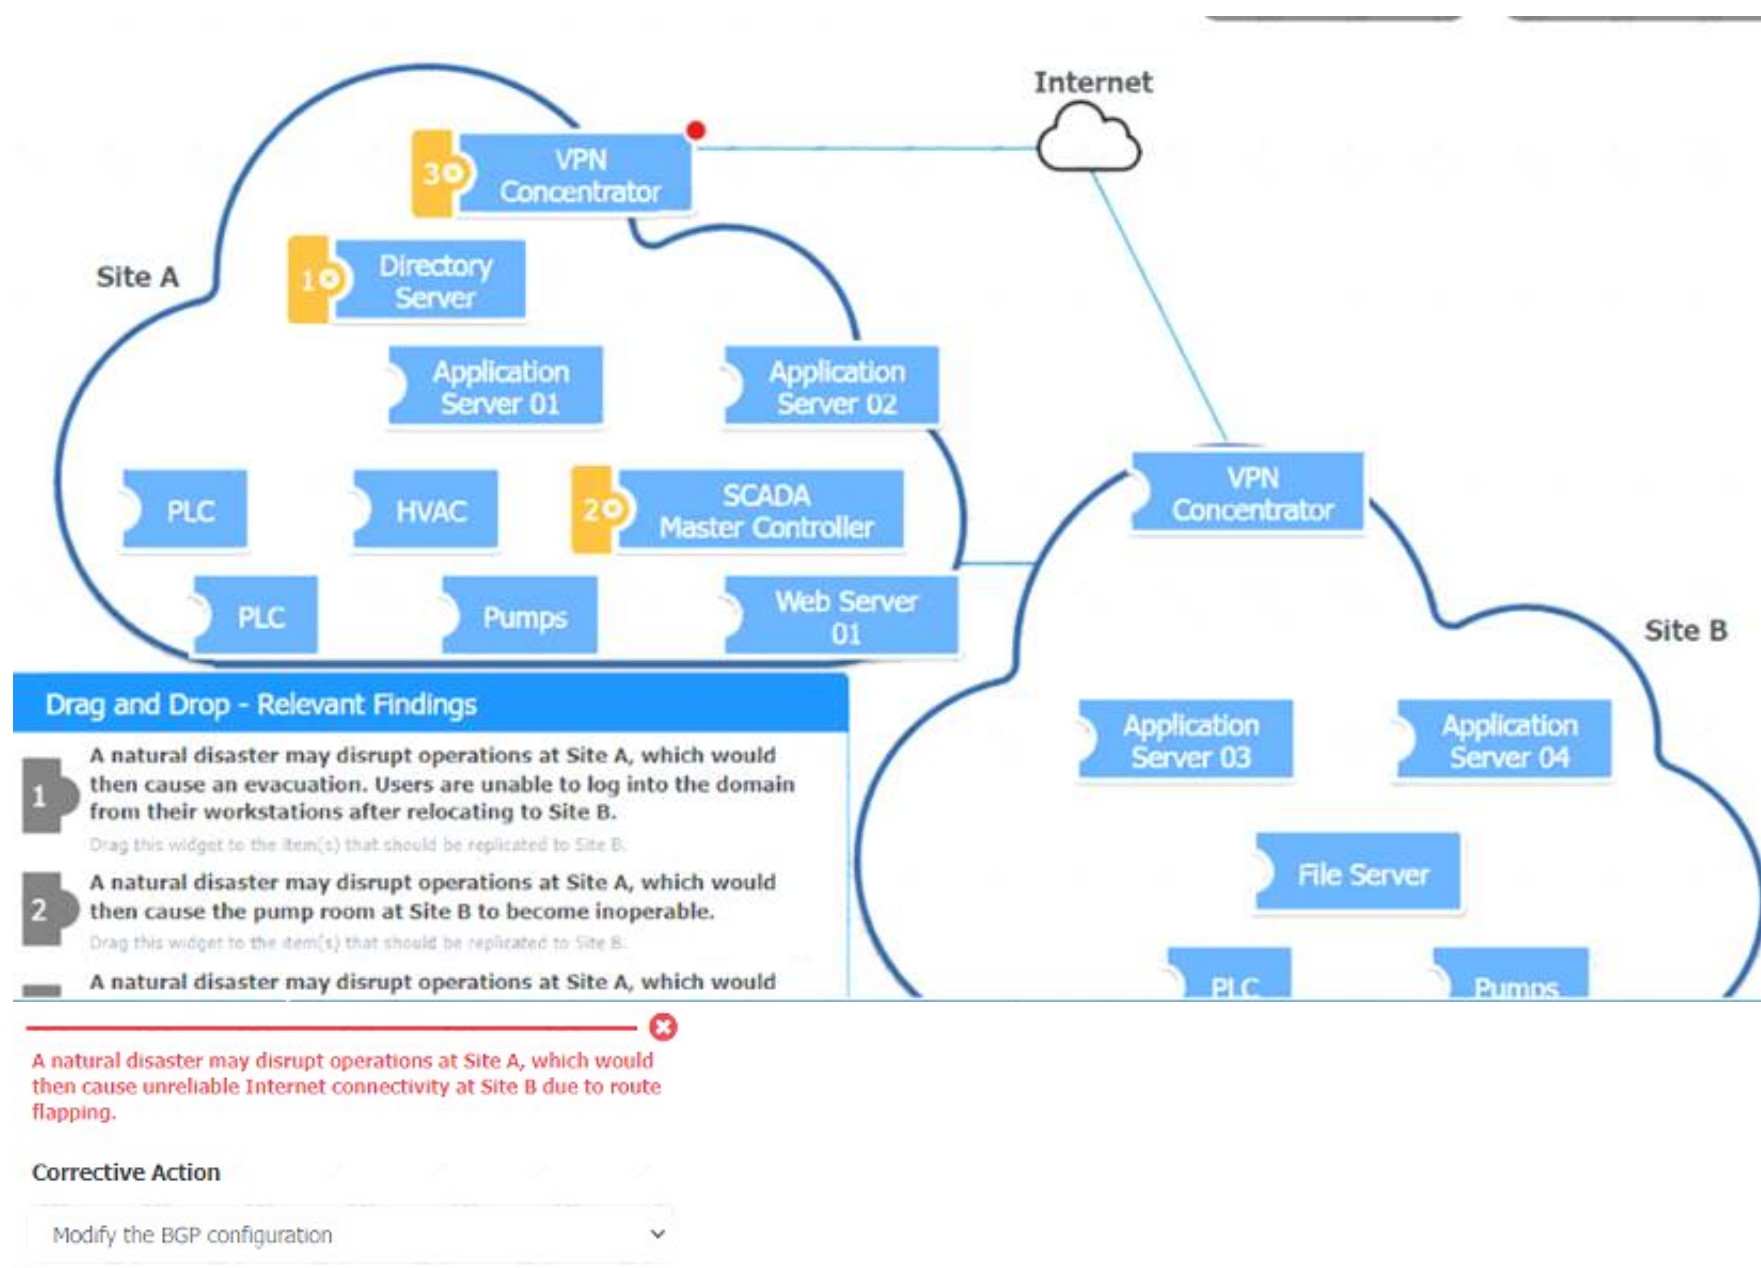 Internet
3
VPN
Concentrator
Site A
1
Directory
Server
Application
Server 01
Application
Server 02
PLC
HVAC
2
SCADA
Master Controller
VPN
Concentrator
PLC
Pumps
Web Server
01
Site B
Drag and Drop - Relevant Findings
1
A natural disaster may disrupt operations at Site A, which would
then cause an evacuation. Users are unable to log into the domain
from their workstations after relocating to Site B.
Drag this widget to the item(s) that should be replicated to Site B.
2
A natural disaster may disrupt operations at Site A, which would
then cause the pump room at Site B to become inoperable.
Drag this widget to the item(s) that should be replicated to Site B.
A natural disaster may disrupt operations at Site A, which would
Application
Server 03
Application
Server 04
File Server
PLC
Pumps
A natural disaster may disrupt operations at Site A, which would
then cause unreliable Internet connectivity at Site B due to route
flapping.
Corrective Action
Modify the BGP configuration